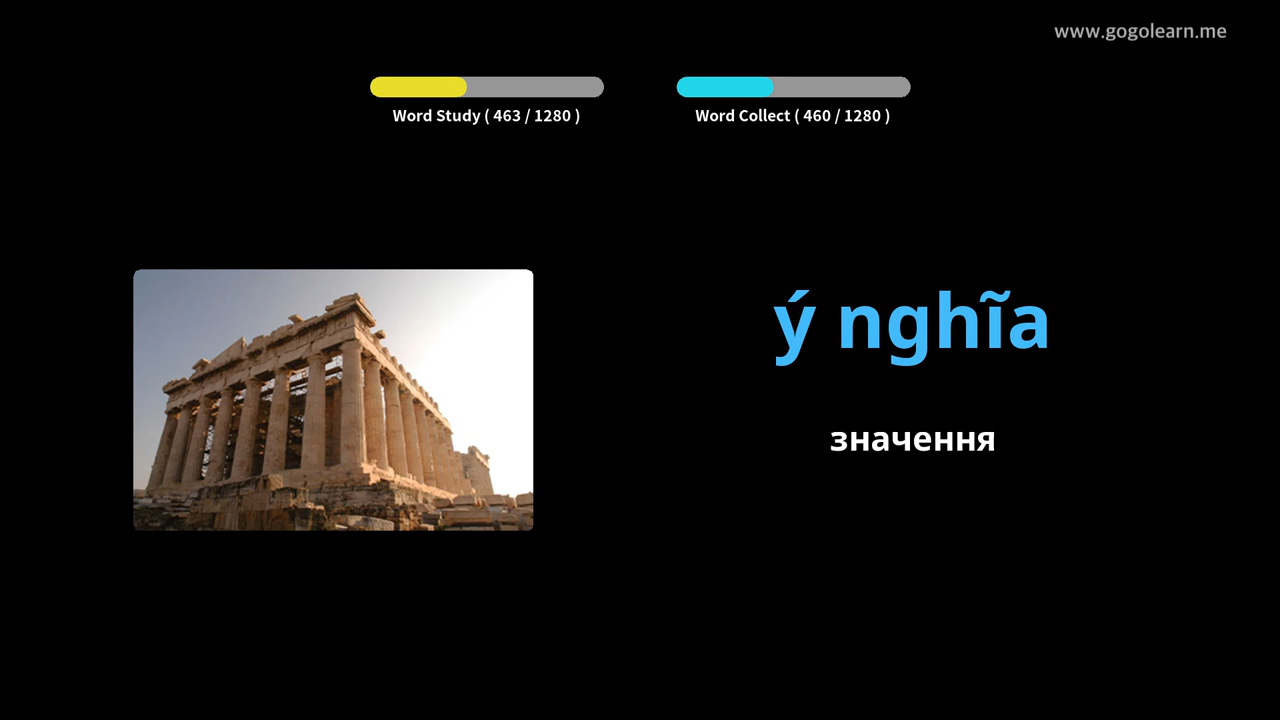 www.gogolearn.me
Word Study ( 463 / 1280 )
Word Collect ( 460 / 1280 )
ý nghĩa
значення